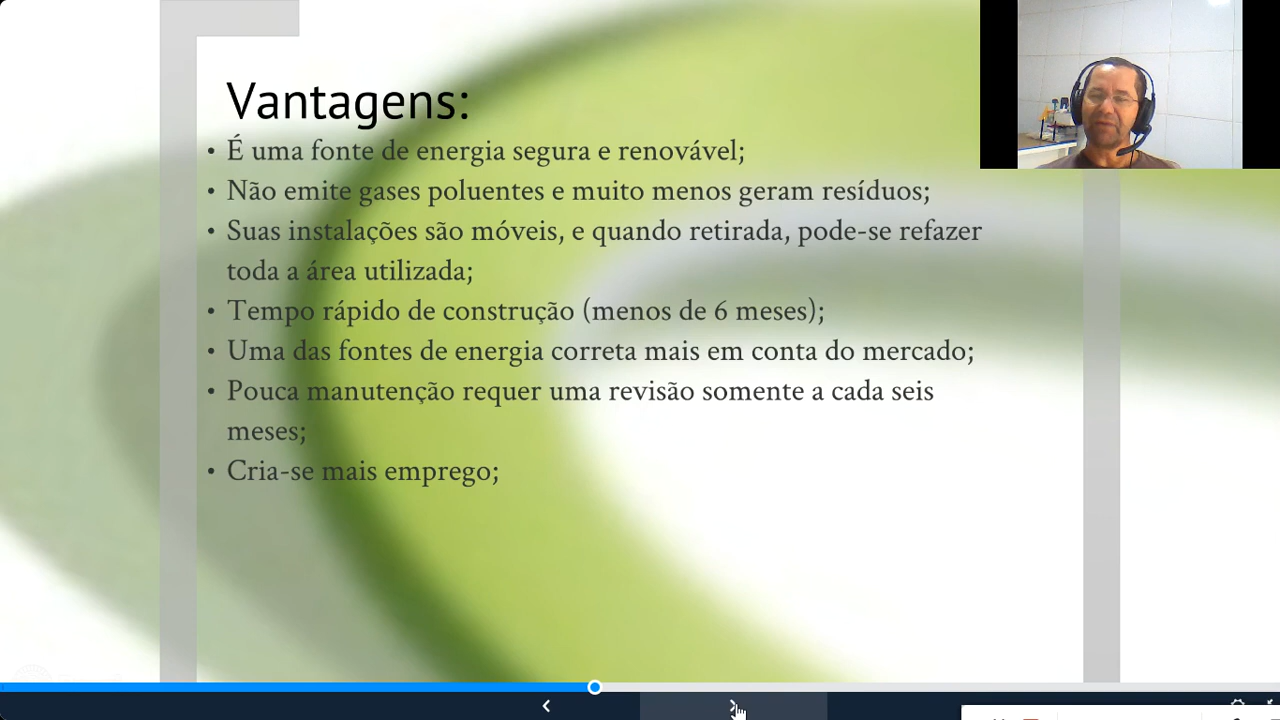 Vantagens:
• É uma fonte de energia segura e renovável;
• Não emite gases poluentes e muito menos geram resíduos;
• Suas instalações são móveis, e quando retirada, pode-se refazer
toda a área utilizada;
• Tempo rápido de construção (menos de 6 meses);
• Uma das fontes de energia correta mais em conta do mercado;
• Pouca manutenção requer uma revisão somente a cada seis
meses;
• Cria-se mais emprego;